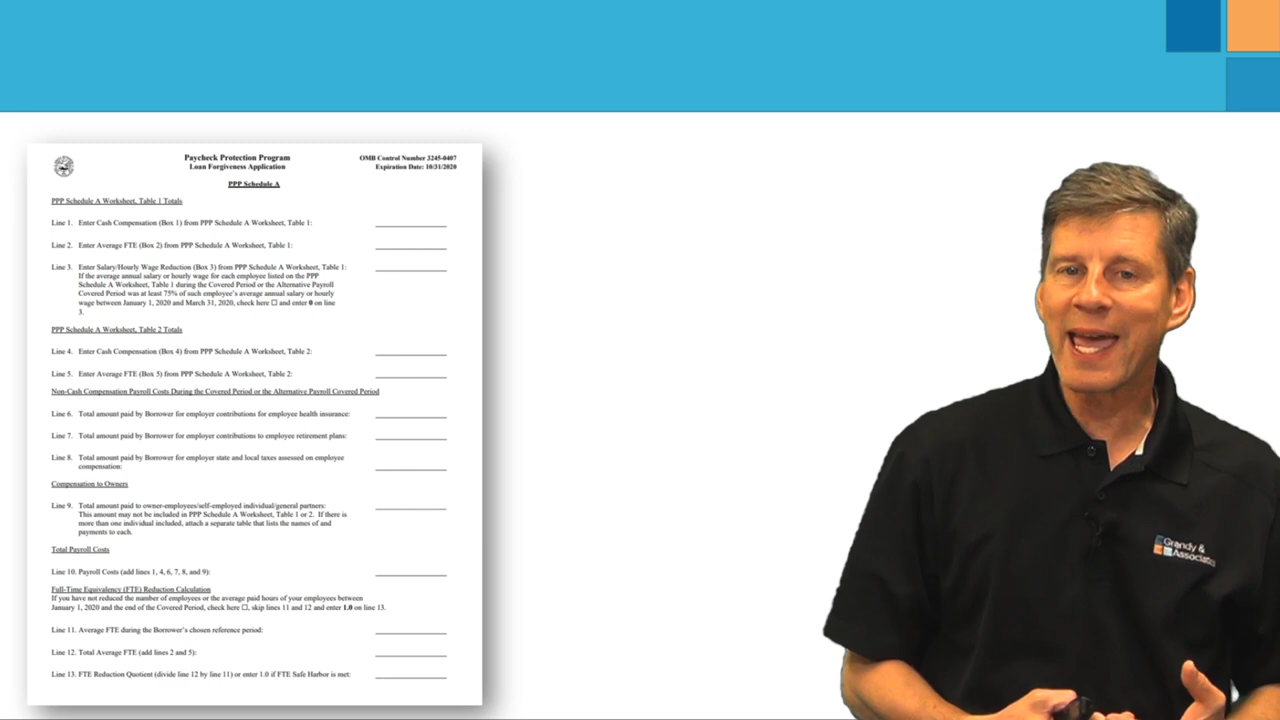 Paycheck Protection Program
Loan Forgiveness Application
OMB Control Number 3245-0407
Expiration Date: 10/31/2020
PPP Schedule A
PPP Schedule A Worksheet, Table 1 Totals
Line 1. Enter Cash Compensation (Box 1) from PPP Schedule A Worksheet, Table 1:
Line 2. Enter Average FTE (Box 2) from PPP Schedule A Worksheet, Table 1:
Line 3. Enter Salary/Hourly Wage Reduction (Box 3) from PPP Schedule A Worksheet, Table 1:
If the average annual salary or hourly wage for each employee listed on the PPP
Schedule A Worksheet, Table 1 during the Covered Period or the Alternative Payroll
Covered Period was at least 75% of such employee's average annual salary or hourly
wage between January 1, 2020 and March 31, 2020, check here ☐ and enter 0 on line
3.
PPP Schedule A Worksheet, Table 2 Totals
Line 4. Enter Cash Compensation (Box 4) from PPP Schedule A Worksheet, Table 2:
Line 5. Enter Average FTE (Box 5) from PPP Schedule A Worksheet, Table 2:
Non-Cash Compensation Payroll Costs During the Covered Period or the Alternative Payroll Covered Period
Line 6. Total amount paid by Borrower for employer contributions for employee health insurance:
Line 7. Total amount paid by Borrower for employer contributions to employee retirement plans:
Line 8. Total amount paid by Borrower for employer state and local taxes assessed on employee
compensation:
Compensation to Owners
Line 9. Total amount paid to owner-employees/self-employed individual/general partners:
This amount may not be included in PPP Schedule A Worksheet, Table 1 or 2. If there is
more than one individual included, attach a separate table that lists the names of and
payments to each.
Total Payroll Costs
Line 10. Payroll Costs (add lines 1, 4, 6, 7, 8, and 9):
Full-Time Equivalency (FTE) Reduction Calculation
If you have not reduced the number of employees or the average paid hours of your employees between
January 1, 2020 and the end of the Covered Period, check here ☐, skip lines 11 and 12 and enter 1.0 on line 13.
Line 11. Average FTE during the Borrower's chosen reference period:
Line 12. Total Average FTE (add lines 2 and 5):
Line 13. FTE Reduction Quotient (divide line 12 by line 11) or enter 1.0 if FTE Safe Harbor is met:
Grandy &
Associates